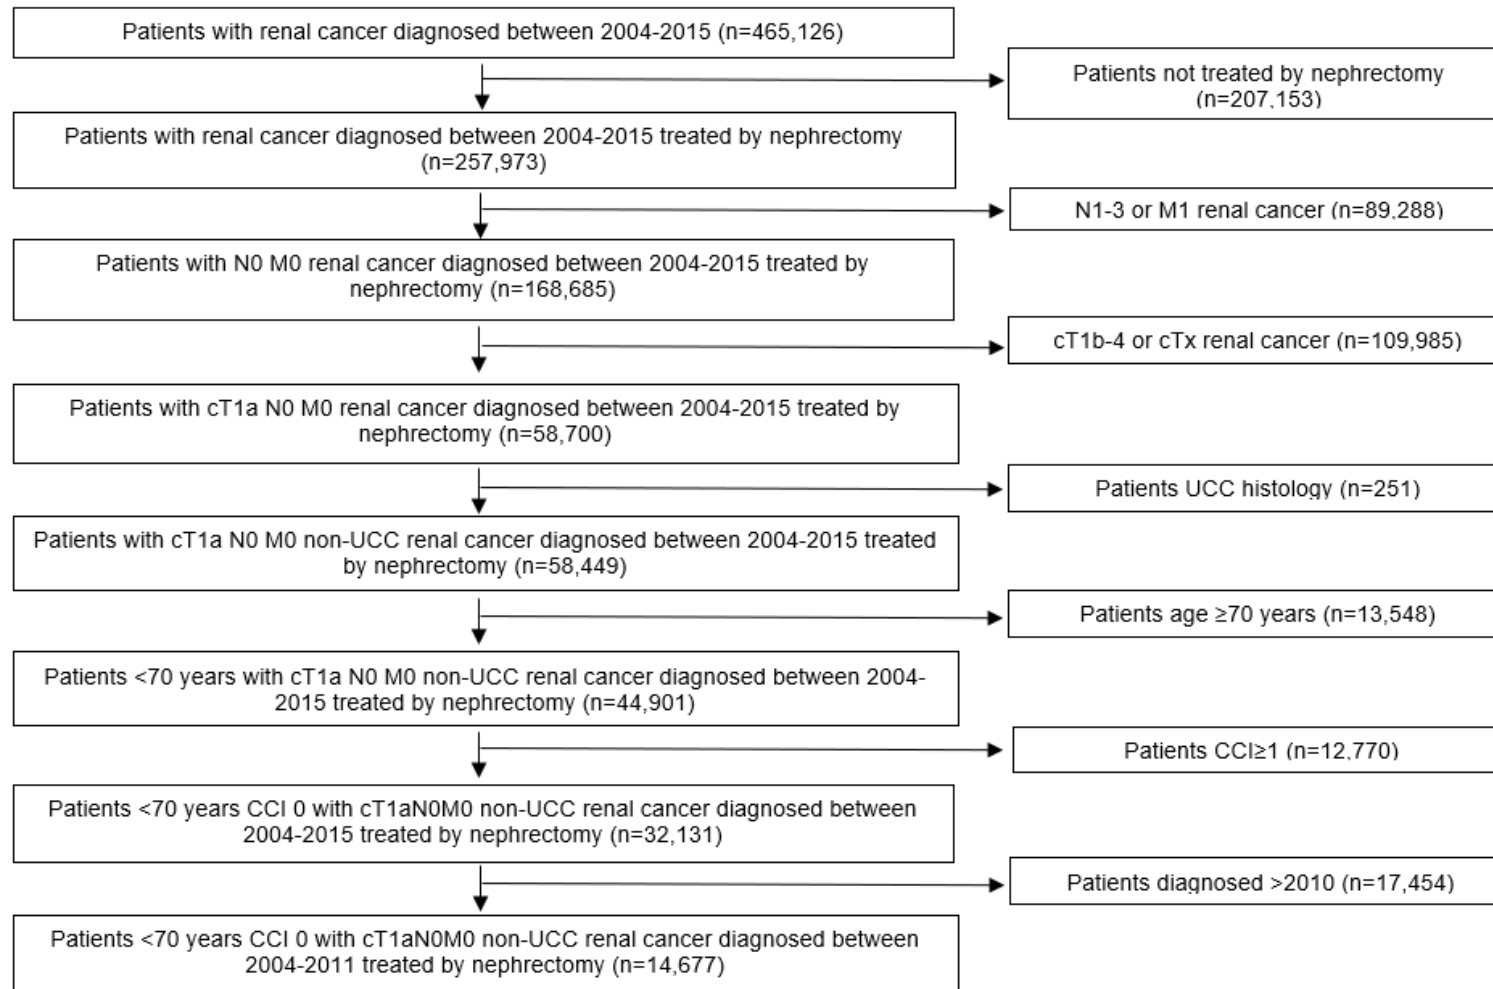 Patients with renal cancer diagnosed between 2004-2015 (n=465,126)
Patients not treated by nephrectomy
(n=207,153)
Patients with renal cancer diagnosed between 2004-2015 treated by nephrectomy
(n=257,973)
N1-3 or M1 renal cancer (n=89,288)
Patients with N0 M0 renal cancer diagnosed between 2004-2015 treated by
nephrectomy (n=168,685)
cT1b-4 or cTx renal cancer (n=109,985)
Patients with cT1a N0 M0 renal cancer diagnosed between 2004-2015 treated by
nephrectomy (n=58,700)
Patients UCC histology (n=251)
Patients with cT1a N0 M0 non-UCC renal cancer diagnosed between 2004-2015 treated
by nephrectomy (n=58,449)
Patients age ≥70 years (n=13,548)
Patients <70 years with cT1a N0 M0 non-UCC renal cancer diagnosed between 2004-
2015 treated by nephrectomy (n=44,901)
Patients CCI≥1 (n=12,770)
Patients <70 years CCI 0 with cT1aN0M0 non-UCC renal cancer diagnosed between
2004-2015 treated by nephrectomy (n=32,131)
Patients diagnosed >2010 (n=17,454)
Patients <70 years CCI 0 with cT1aN0M0 non-UCC renal cancer diagnosed between
2004-2011 treated by nephrectomy (n=14,677)